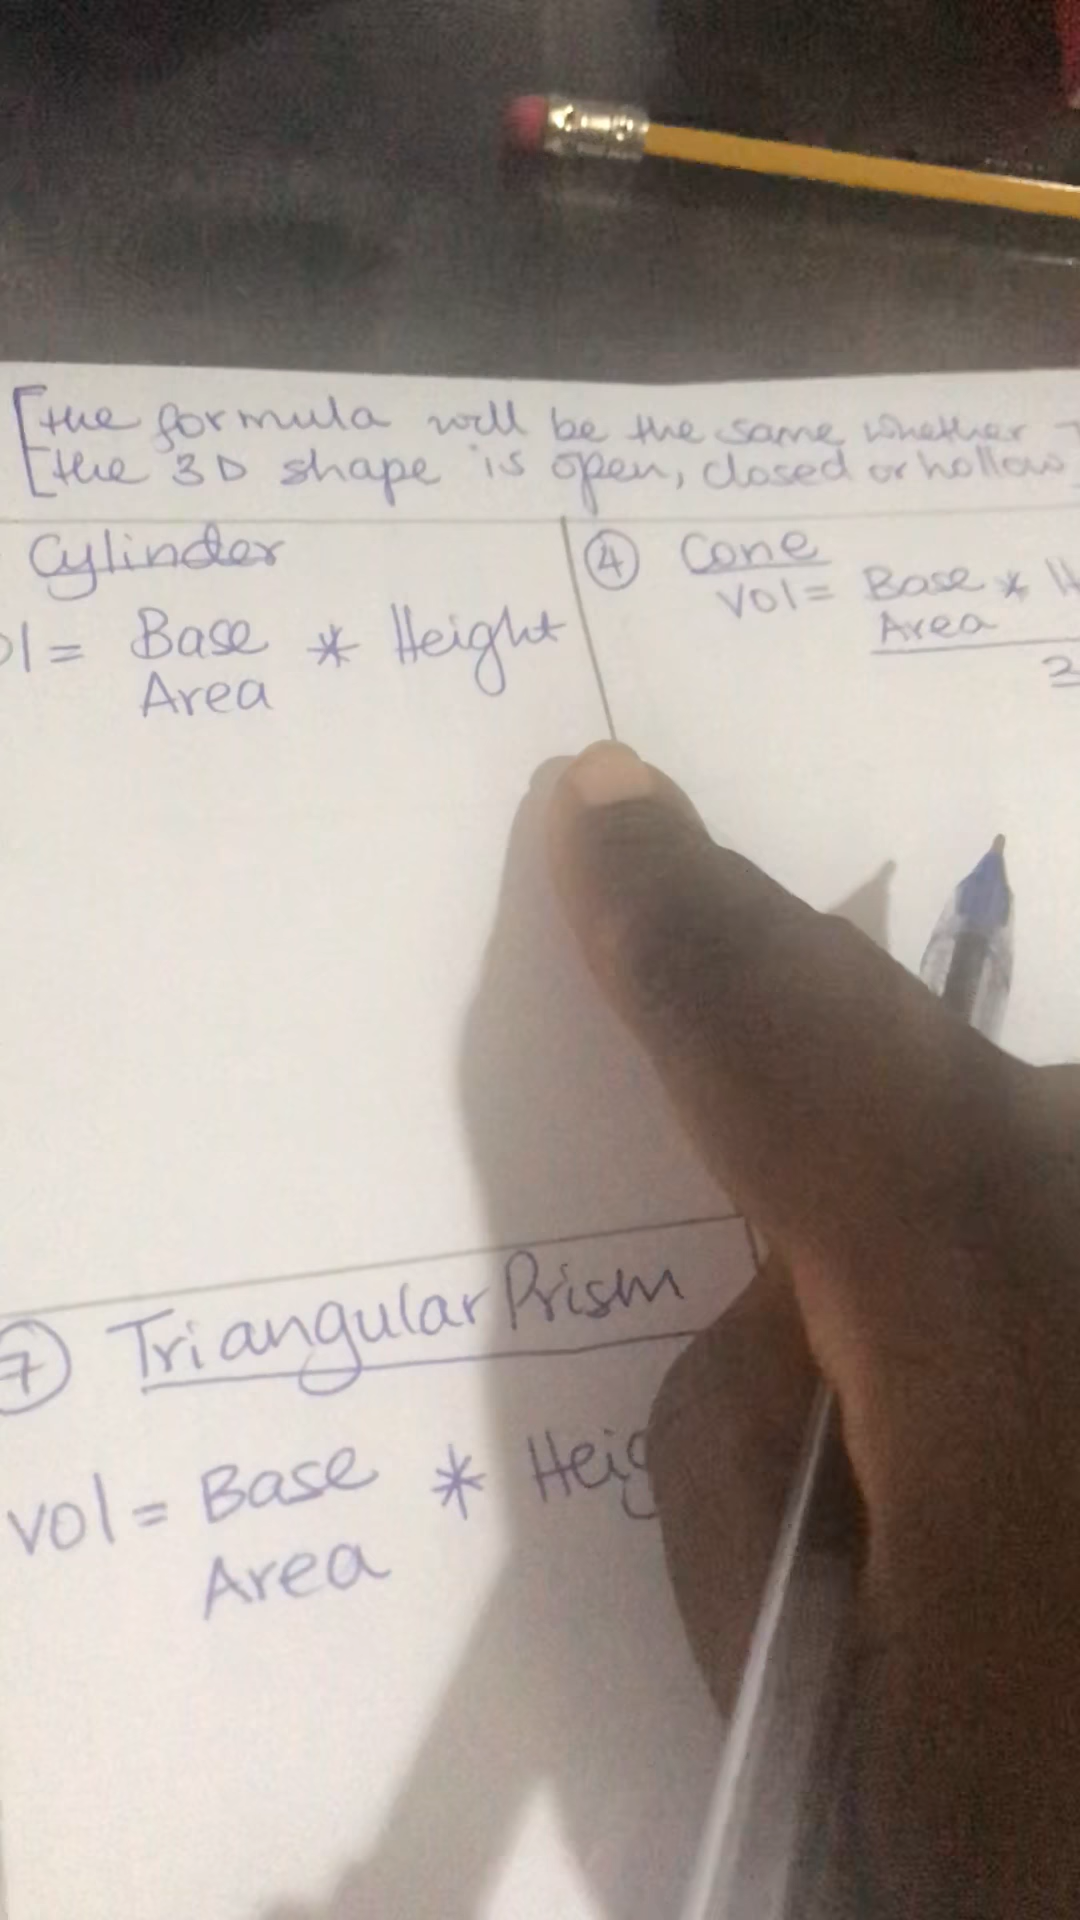 [the formula will be the same whether
[the 3D shape is open, closed or hollow
Cylinder
= Base * Height
Area
④ Cone
Vol = Base *
Area
⑦ Triangular Prism
Vol = Base *
Area